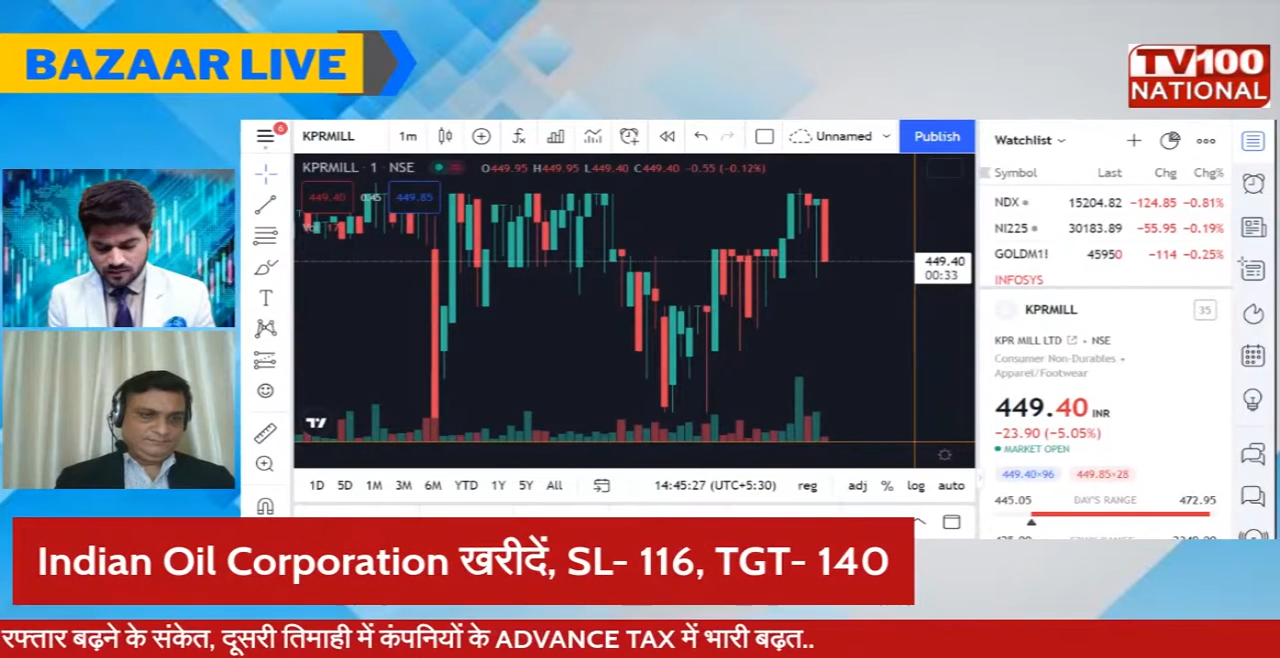 BAZAAR LIVE
TV100
NATIONAL
6
KPRMILL 1m Unnamed Publish
KPRMILL · 1 NSE O449.95 H449.95 L449.40 C449.40 -0.55 (-0.12%)
449.40 0.45 449.85
449.40
00:33
1D 5D 1M 3M 6M YTD 1Y 5Y All 14:45:27 (UTC+5:30) reg adj % log auto
Watchlist
Symbol Last Chg Chg%
NDX 15204.82 -124.85 -0.81%
NI225 30183.89 -55.95 -0.19%
GOLDM1! 45950 -114 -0.25%
INFOSYS
KPRMILL 35
KPR MILL LTD • NSE
Consumer Non-Durables •
Apparel/Footwear
449.40 INR
-23.90 (-5.05%)
MARKET OPEN
449.40×96 449.85×28
445.05 DAY'S RANGE 472.95
Indian Oil Corporation खरीदें, SL- 116, TGT- 140
रफ्तार बढ़ने के संकेत, दूसरी तिमाही में कंपनियों के ADVANCE TAX में भारी बढ़त..